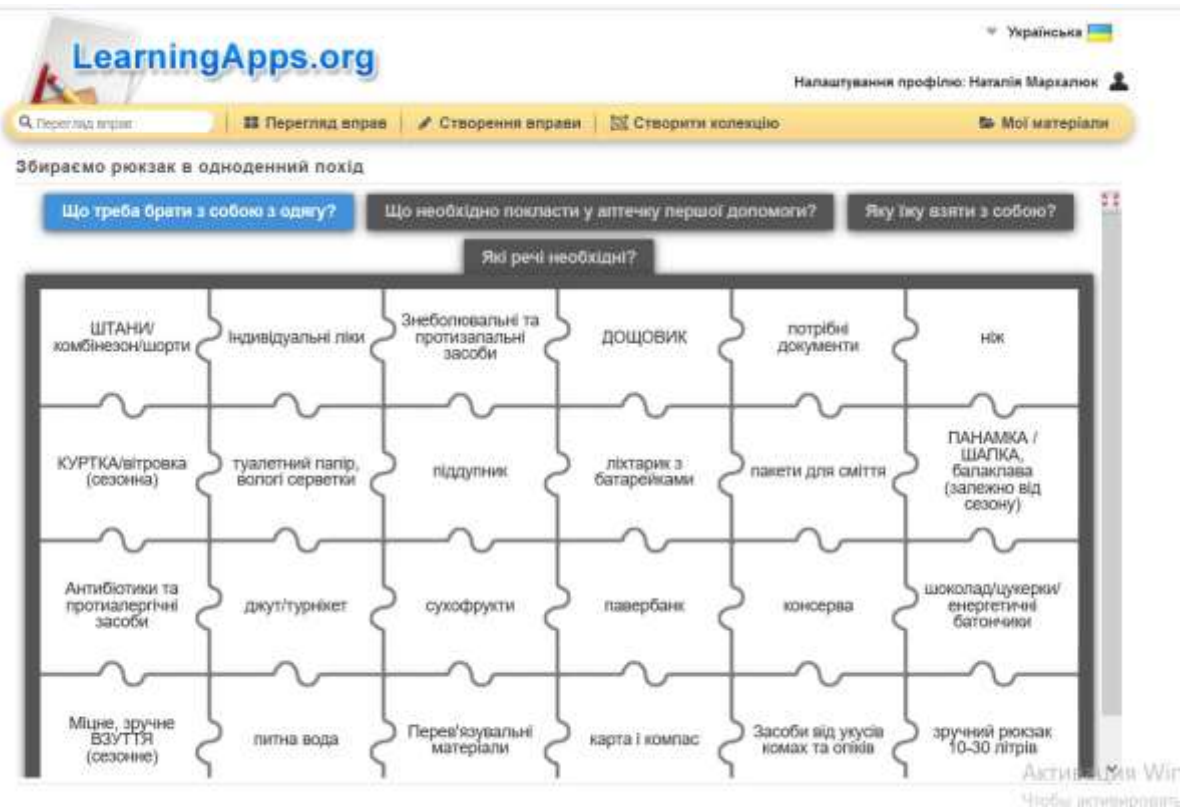 LearningApps.org
Українська
Налаштування профілю: Наталія Мархалюк
Перегляд вправ
Перегляд вправ
Створення вправи
Створити колекцію
Мої матеріали
Збираємо рюкзак в одноденний похід
Що треба брати з собою з одягу?
Що необхідно покласти у аптечку першої допомоги?
Яку їжу взяти з собою?
Які речі необхідні?
ШТАНИ/
комбінезон/шорти
Індивідуальні ліки
Знеболювальні та
протизапальні
засоби
ДОЩОВИК
потрібні
документи
ніж
КУРТКА/вітровка
(сезонна)
туалетний папір,
вологі серветки
піддупник
ліхтарик з
батарейками
пакети для сміття
ПАНАМКА /
ШАПКА,
балаклава
(залежно від
сезону)
Антибіотики та
протиалергічні
засоби
джут/турнікет
сухофрукти
павербанк
консерва
шоколад/цукерки/
енергетичні
батончики
Міцне, зручне
ВЗУТТЯ
(сезонне)
питна вода
Перев'язувальні
матеріали
карта і компас
Засоби від укусів
комах та опіків
зручний рюкзак
10-30 літрів
Активация Win
Чтобы активировать